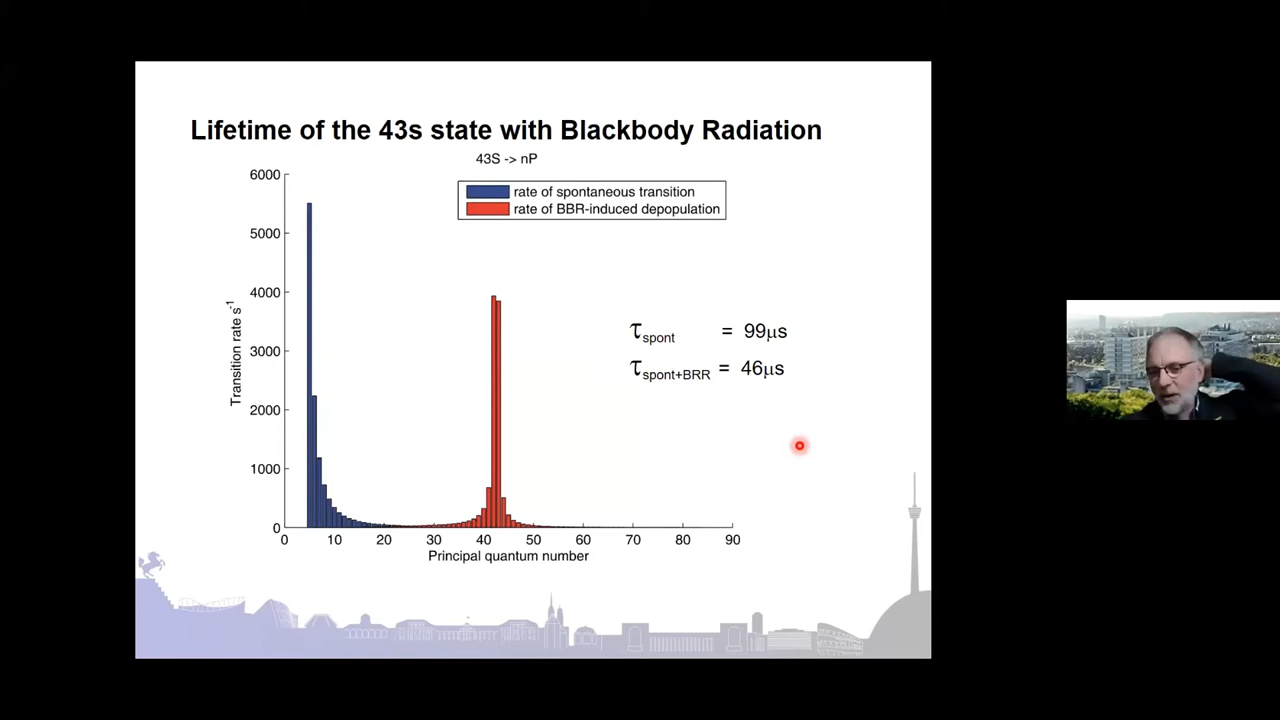 Lifetime of the 43s state with Blackbody Radiation
43S -> nP
rate of spontaneous transition
rate of BBR-induced depopulation
6000
5000
4000
3000
2000
1000
0
Transition rate s⁻¹
0 10 20 30 40 50 60 70 80 90
Principal quantum number
τspont = 99μs
τspont+BRR = 46μs